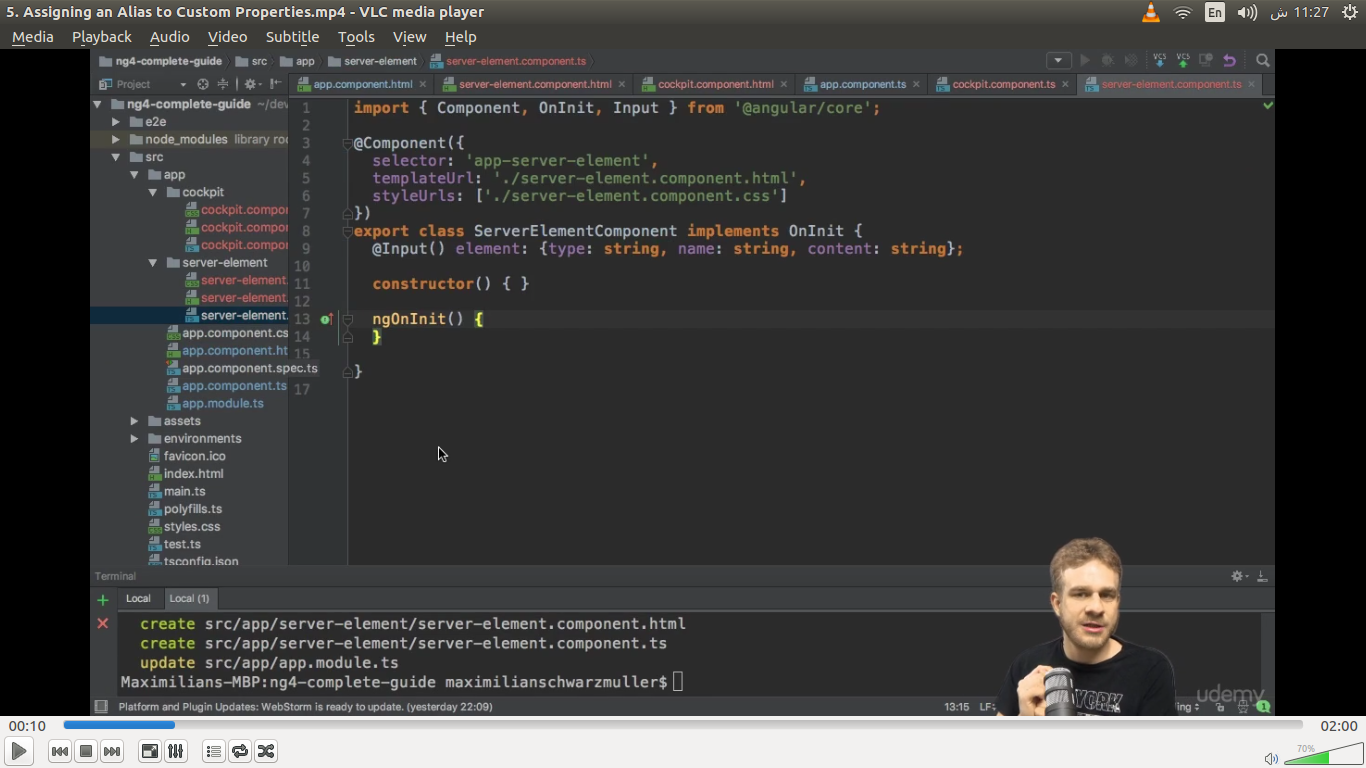 5. Assigning an Alias to Custom Properties.mp4 - VLC media player
En
ش 11:27
Media Playback Audio Video Subtitle Tools View Help
ng4-complete-guide src app server-element server-element.component.ts
Project
app.component.html server-element.component.html cockpit.component.html app.component.ts cockpit.component.ts server-element.component.ts
VCS VCS
ng4-complete-guide ~/dev
e2e
node_modules library roo
src
app
cockpit
cockpit.compo
cockpit.compo
cockpit.compo
server-element
server-element.
server-element.
server-element.
app.component.cs
app.component.ht
app.component.spec.ts
app.component.ts
app.module.ts
assets
environments
favicon.ico
index.html
main.ts
polyfills.ts
styles.css
test.ts
tsconfig.json
1 import { Component, OnInit, Input } from '@angular/core';
2
3 @Component({
4 selector: 'app-server-element',
5 templateUrl: './server-element.component.html',
6 styleUrls: ['./server-element.component.css']
7 })
8 export class ServerElementComponent implements OnInit {
9 @Input() element: {type: string, name: string, content: string};
10
11 constructor() { }
12
13 ngOnInit() {
14 }
15
}
17
Terminal
Local Local (1)
create src/app/server-element/server-element.component.html
create src/app/server-element/server-element.component.ts
update src/app/app.module.ts
Maximilians-MBP:ng4-complete-guide maximilianschwarzmuller$
udemy
Platform and Plugin Updates: WebStorm is ready to update. (yesterday 22:09) 13:15 LF:
00:10 02:00
70%